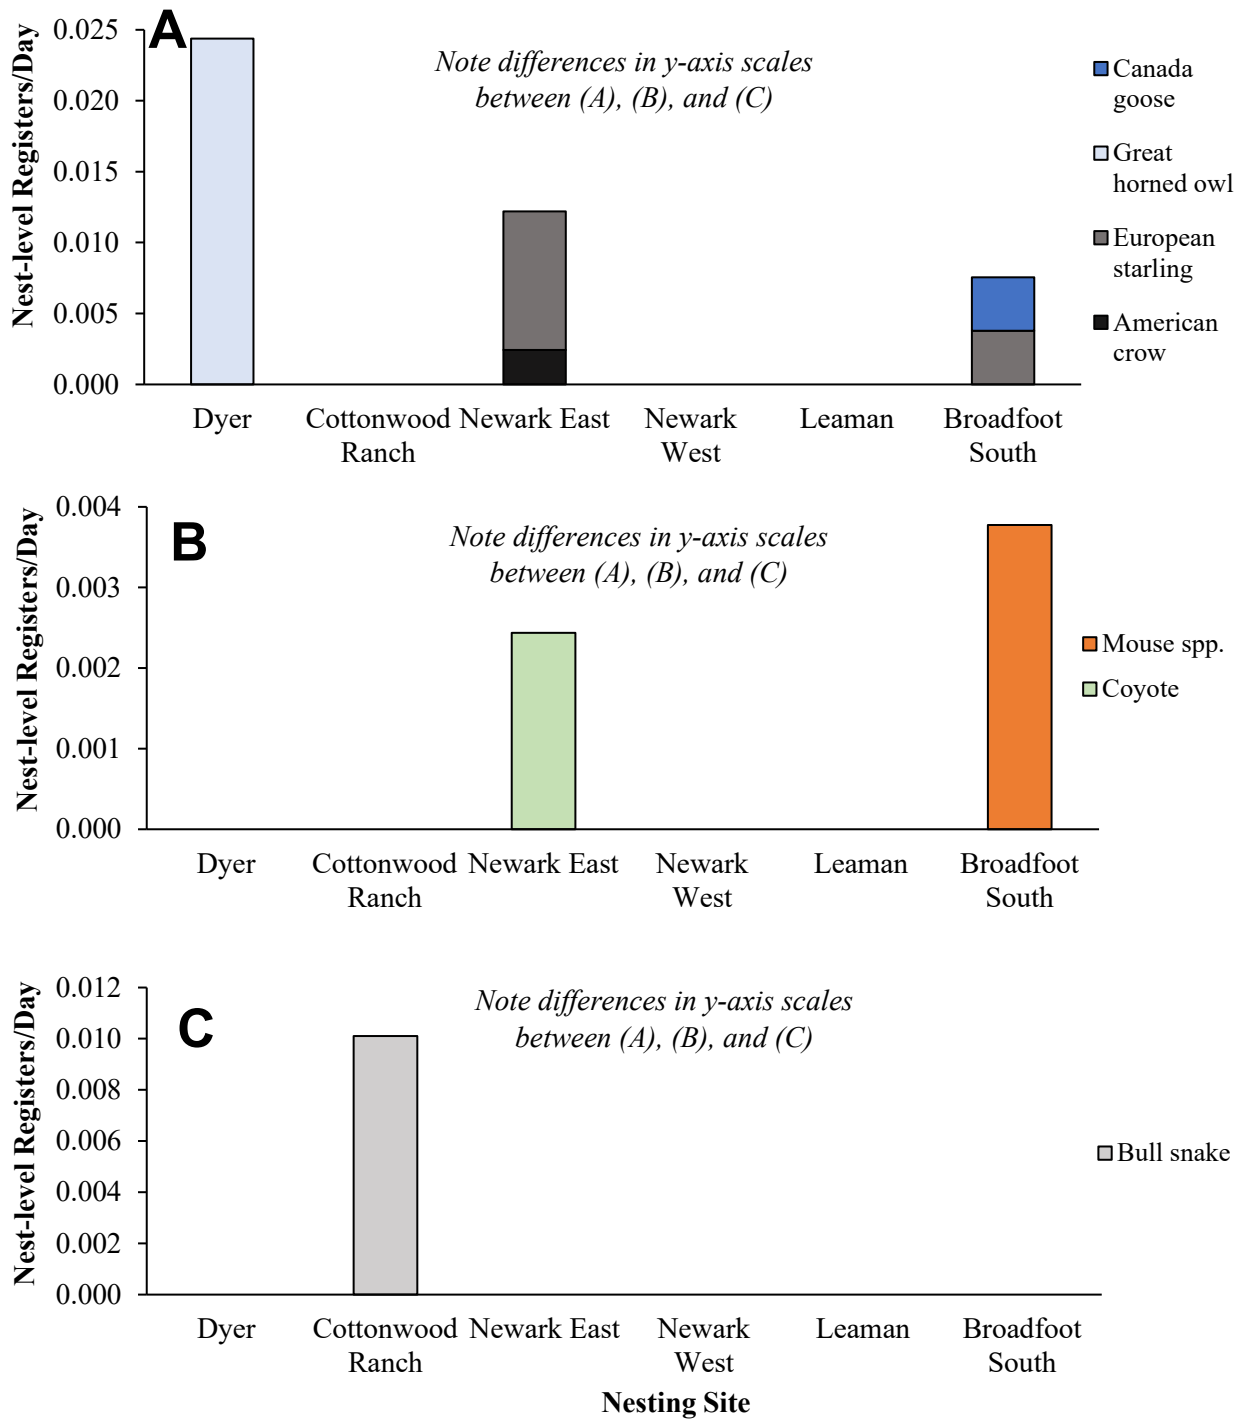 A
Nest-level Registers/Day
0.025
0.020
0.015
0.010
0.005
0.000
Note differences in y-axis scales
between (A), (B), and (C)
Canada
goose
Great
horned owl
European
starling
American
crow
Dyer
Cottonwood
Ranch
Newark East
Newark
West
Leaman
Broadfoot
South
B
Nest-level Registers/Day
0.004
0.003
0.002
0.001
0.000
Note differences in y-axis scales
between (A), (B), and (C)
Mouse spp.
Coyote
Dyer
Cottonwood
Ranch
Newark East
Newark
West
Leaman
Broadfoot
South
C
Nest-level Registers/Day
0.012
0.010
0.008
0.006
0.004
0.002
0.000
Note differences in y-axis scales
between (A), (B), and (C)
Bull snake
Dyer
Cottonwood
Ranch
Newark East
Newark
West
Leaman
Broadfoot
South
Nesting Site